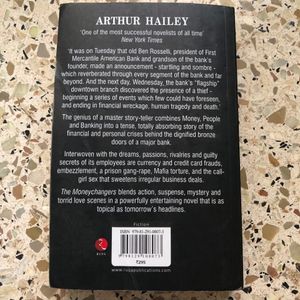 ARTHUR HAILEY
'One of the most successful novelists of all time'
New York Times
'It was on Tuesday that old Ben Rosselli, president of First
Mercantile American Bank and grandson of the bank's
founder, made an announcement - startling and sombre -
which reverberated through every segment of the bank and far
beyond. And the next day, Wednesday, the bank's "flagship"
downtown branch discovered the presence of a thief -
beginning a series of events which few could have foreseen,
and ending in financial wreckage, human tragedy and death.'
The genius of a master story-teller combines Money, People
and Banking into a tense, totally absorbing story of the
financial and personal crises behind the dignified bronze
doors of a major bank.
Interwoven with the dreams, passions, rivalries and guilty
secrets of its employees are currency and credit card frauds,
embezzlement, a prison gang-rape, Mafia torture, and the call-
girl sex that sweetens irregular business deals.
The Moneychangers blends action, suspense, mystery and
torrid love scenes in a powerfully entertaining novel that is as
topical as tomorrow's headlines.
Fiction
ISBN
₹295
www.rupapublications.com